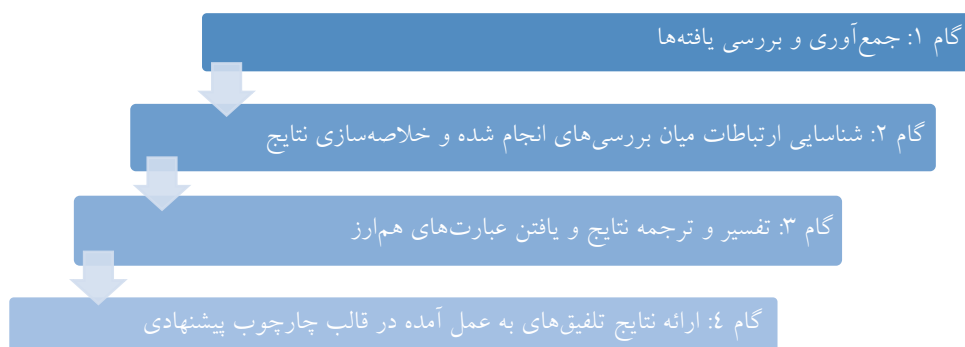 گام ۱: جمع‌آوری و بررسی یافته‌ها
گام ۲: شناسایی ارتباطات میان بررسی‌های انجام شده و خلاصه‌سازی نتایج
گام ۳: تفسیر و ترجمه نتایج و یافتن عبارت‌های هم‌ارز
گام ٤: ارائه نتایج تلفیق‌های به عمل آمده در قالب چارچوب پیشنهادی